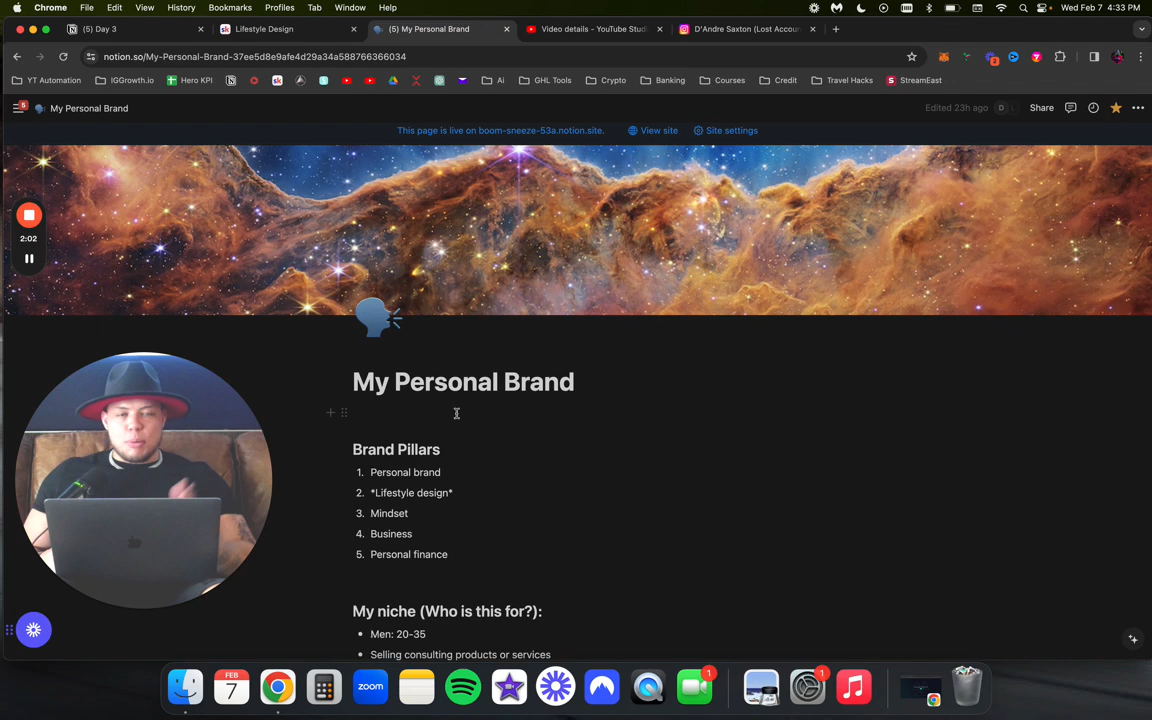 Chrome File Edit View History Bookmarks Profiles Tab Window Help Wed Feb 7 4:33 PM
(5) Day 3 Lifestyle Design (5) My Personal Brand Video details - YouTube Studi D'Andre Saxton (Lost Accoun
notion.so/My-Personal-Brand-37ee5d8e9afe4d29a34a588766366034
YT Automation IGGrowth.io Hero KPI Ai GHL Tools Crypto Banking Courses Credit Travel Hacks StreamEast
5 My Personal Brand Edited 23h ago D L Share
This page is live on boom-sneeze-53a.notion.site. View site Site settings
2:02
My Personal Brand
Brand Pillars
1. Personal brand
2. *Lifestyle design*
3. Mindset
4. Business
5. Personal finance
My niche (Who is this for?):
• Men: 20-35
• Selling consulting products or services
FEB
7
zoom
1
1